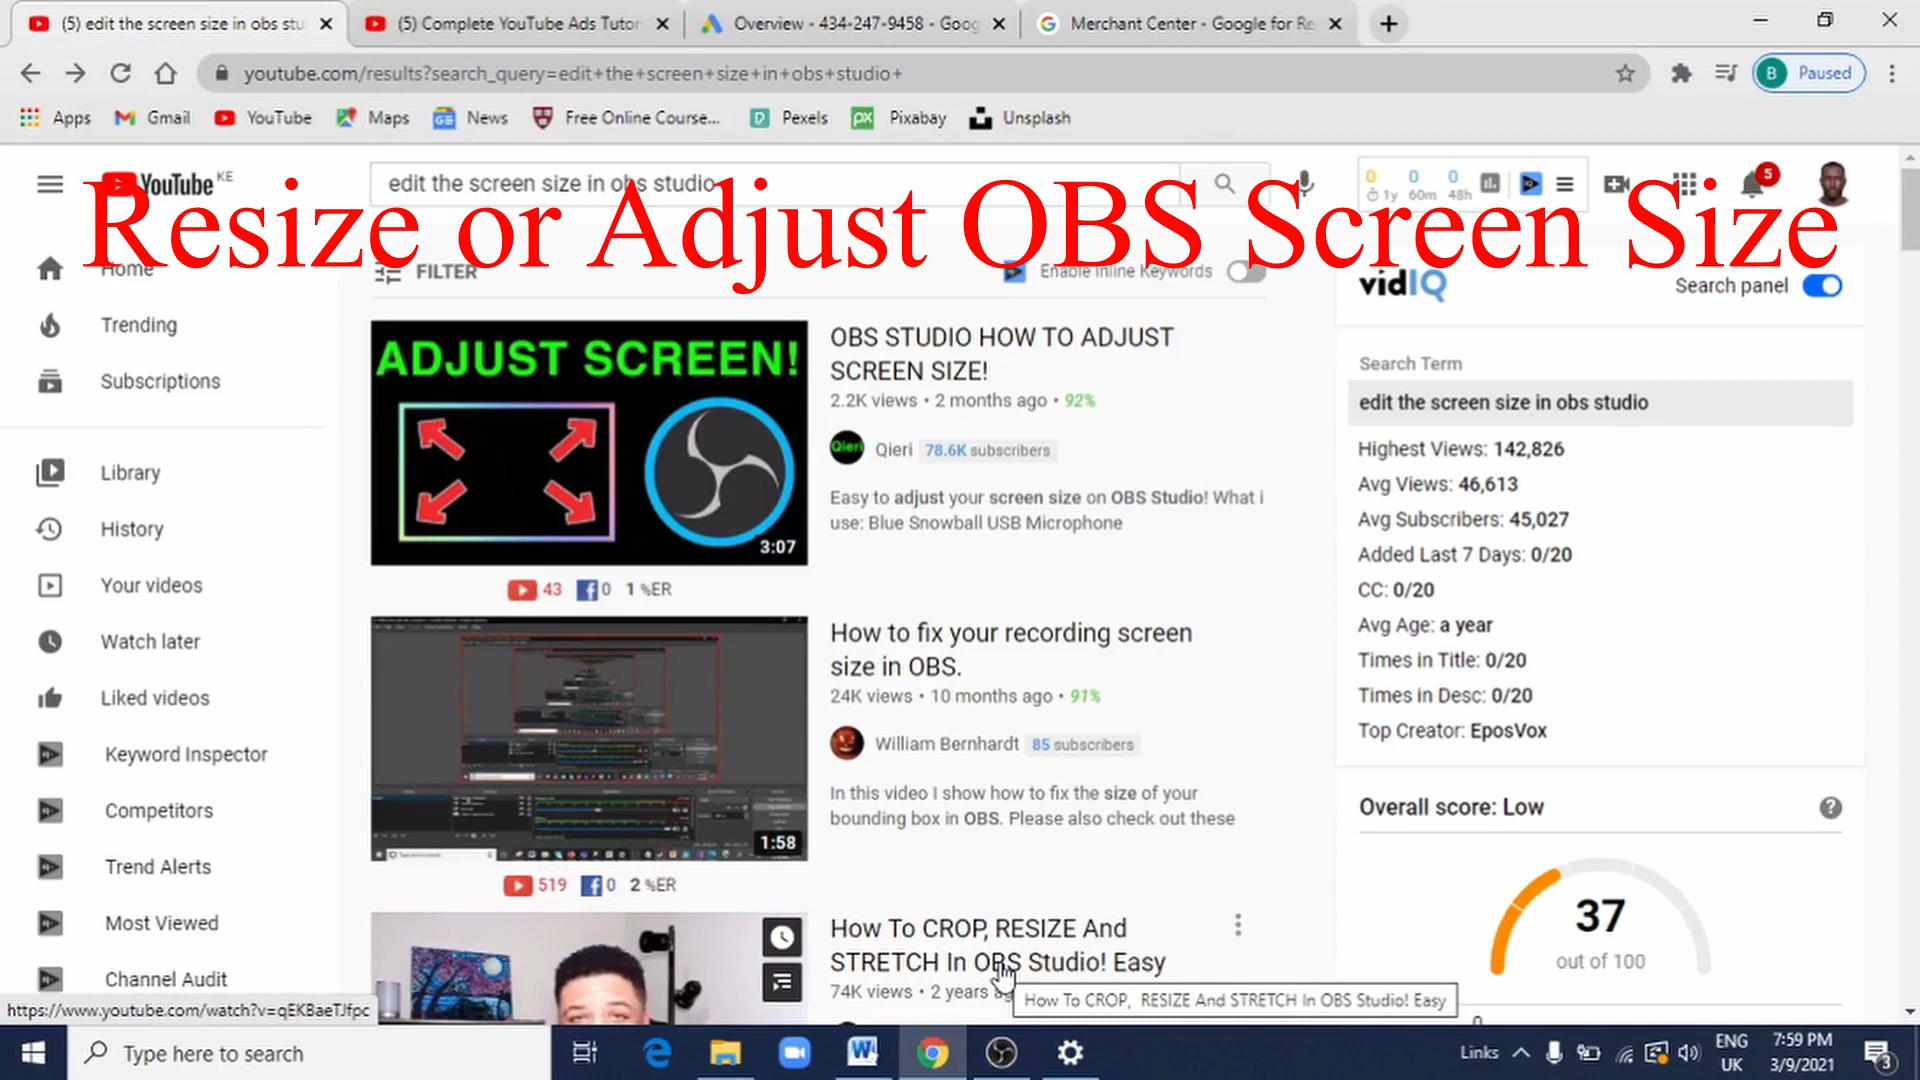 (5) edit the screen size in obs stu
(5) Complete YouTube Ads Tutor
Overview - 434-247-9458 - Goog
Merchant Center - Google for Re
youtube.com/results?search_query=edit+the+screen+size+in+obs+studio+
B Paused
Apps Gmail YouTube Maps News Free Online Course... Pexels Pixabay Unsplash
YouTube KE
edit the screen size in obs studio
0 0 0
1y 60m 48h
5
Resize or Adjust OBS Screen Size
Home
Trending
Subscriptions
Library
History
Your videos
Watch later
Liked videos
Keyword Inspector
Competitors
Trend Alerts
Most Viewed
Channel Audit
FILTER
Enable Inline Keywords
ADJUST SCREEN!
3:07
OBS STUDIO HOW TO ADJUST
SCREEN SIZE!
2.2K views • 2 months ago • 92%
Qieri
Qieri 78.6K subscribers
Easy to adjust your screen size on OBS Studio! What i
use: Blue Snowball USB Microphone
43 0 1 %ER
1:58
How to fix your recording screen
size in OBS.
24K views • 10 months ago • 91%
William Bernhardt 85 subscribers
In this video I show how to fix the size of your
bounding box in OBS. Please also check out these
519 0 2 %ER
How To CROP, RESIZE And
STRETCH In OBS Studio! Easy
74K views • 2 years ag
How To CROP, RESIZE And STRETCH In OBS Studio! Easy
vidIQ
Search panel
Search Term
edit the screen size in obs studio
Highest Views: 142,826
Avg Views: 46,613
Avg Subscribers: 45,027
Added Last 7 Days: 0/20
CC: 0/20
Avg Age: a year
Times in Title: 0/20
Times in Desc: 0/20
Top Creator: EposVox
Overall score: Low
37
out of 100
https://www.youtube.com/watch?v=qEKBaeTJfpc
Type here to search
Links
ENG
UK
7:59 PM
3/9/2021
3